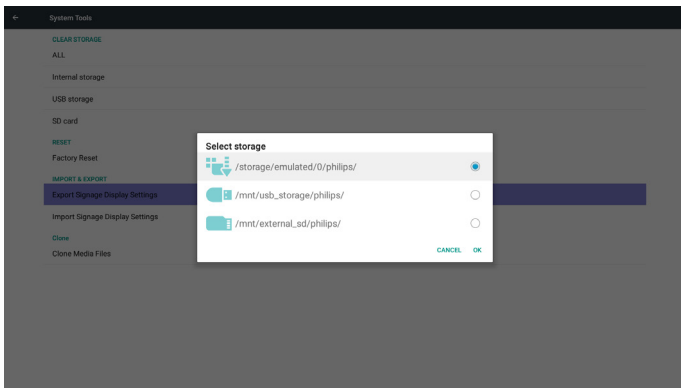 System Tools
CLEAR STORAGE
ALL
Internal storage
USB storage
SD card
RESET
Factory Reset
IMPORT & EXPORT
Export Signage Display Settings
Import Signage Display Settings
Clone
Clone Media Files
Select storage
/storage/emulated/0/philips/
/mnt/usb_storage/philips/
/mnt/external_sd/philips/
CANCEL OK